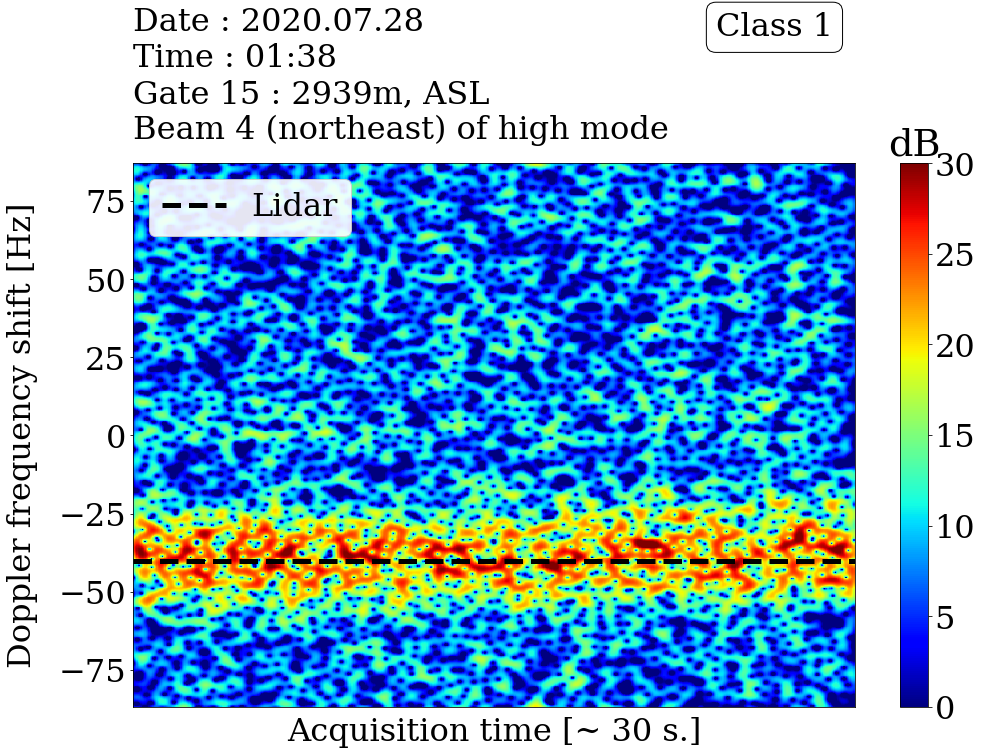 Date : 2020.07.28
Time : 01:38
Gate 15 : 2939m, ASL
Beam 4 (northeast) of high mode
Class 1
dB
Lidar
Doppler frequency shift [Hz]
75
50
25
0
−25
−50
−75
30
25
20
15
10
5
0
Acquisition time [~ 30 s.]